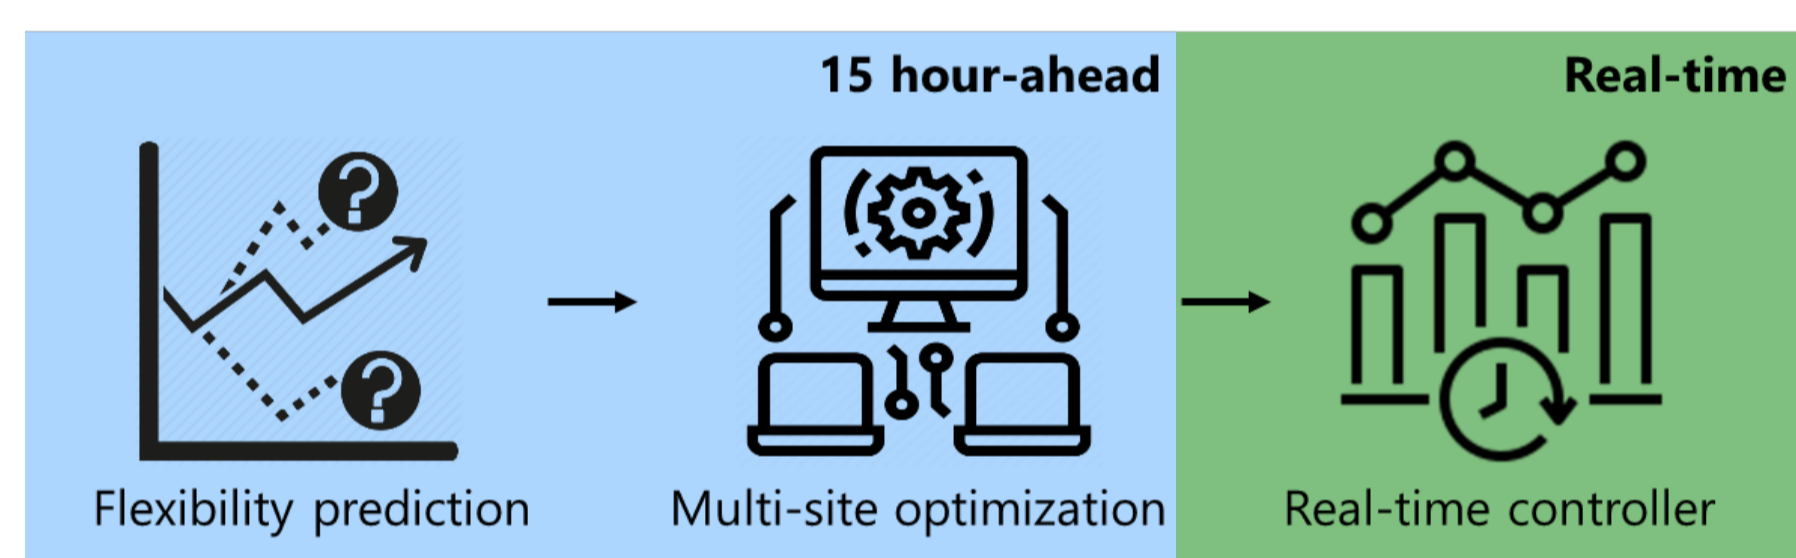 15 hour-ahead
Real-time
Flexibility prediction
Multi-site optimization
Real-time controller